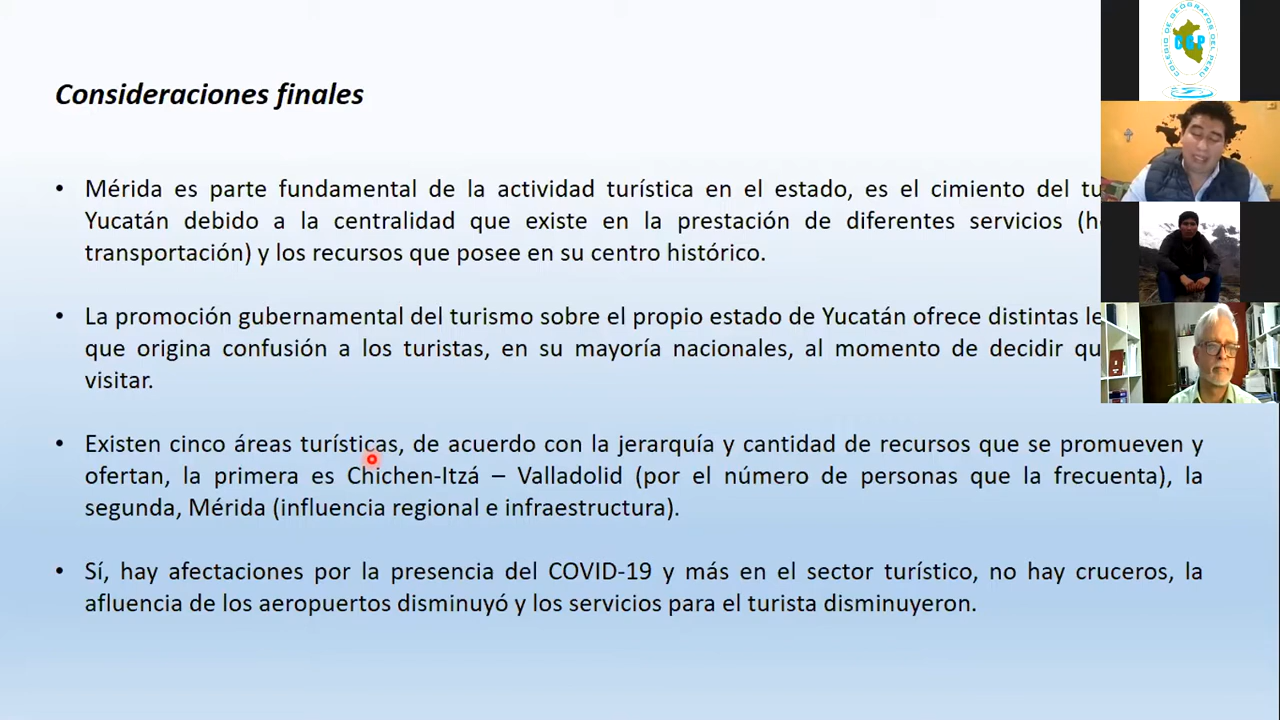 Consideraciones finales
• Mérida es parte fundamental de la actividad turística en el estado, es el cimiento del
Yucatán debido a la centralidad que existe en la prestación de diferentes servicios
transportación) y los recursos que posee en su centro histórico.
• La promoción gubernamental del turismo sobre el propio estado de Yucatán ofrece distintas
que origina confusión a los turistas, en su mayoría nacionales, al momento de decidir
visitar.
• Existen cinco áreas turísticas, de acuerdo con la jerarquía y cantidad de recursos que se promueven y
ofertan, la primera es Chichen-Itzá – Valladolid (por el número de personas que la frecuenta), la
segunda, Mérida (influencia regional e infraestructura).
• Sí, hay afectaciones por la presencia del COVID-19 y más en el sector turístico, no hay cruceros, la
afluencia de los aeropuertos disminuyó y los servicios para el turista disminuyeron.
COLEGIO DE GEOGRAFOS DEL PERU
CGP